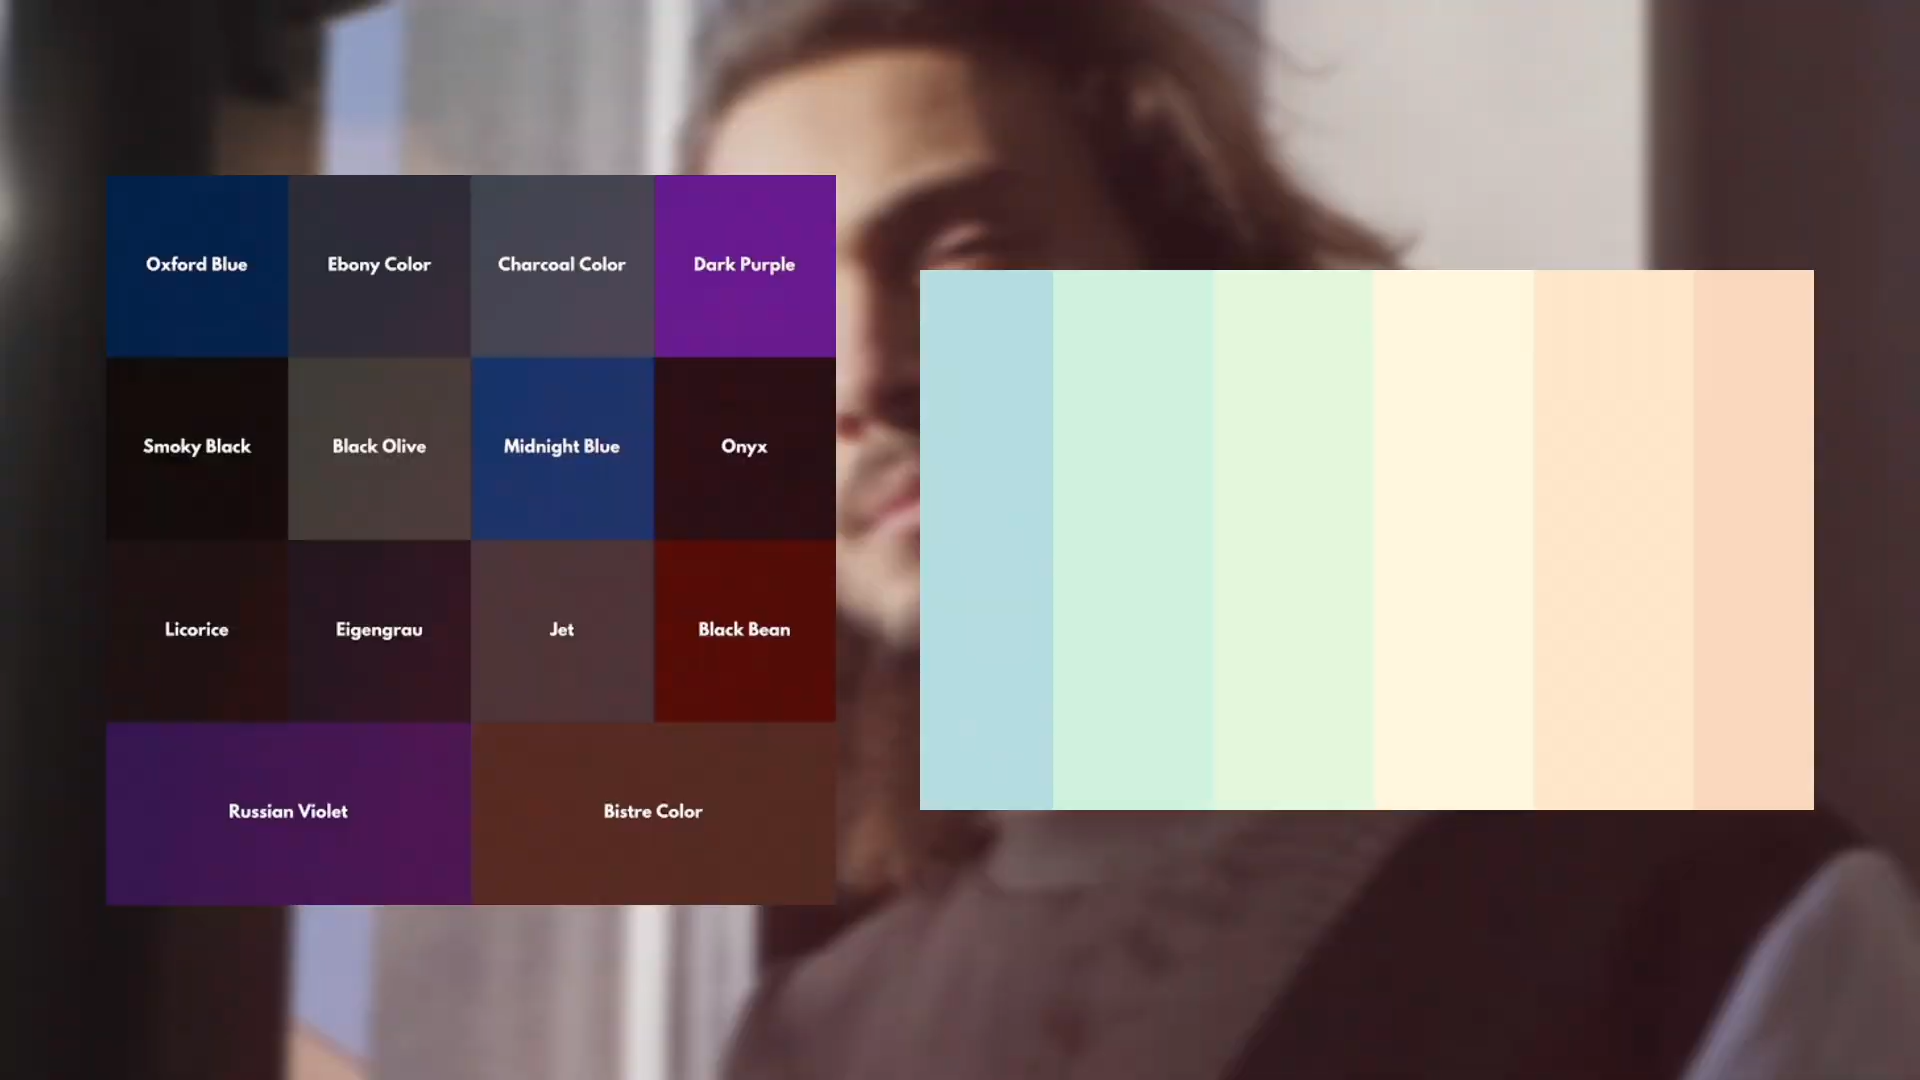 Oxford Blue
Ebony Color
Charcoal Color
Dark Purple
Smoky Black
Black Olive
Midnight Blue
Onyx
Licorice
Eigengrau
Jet
Black Bean
Russian Violet
Bistre Color